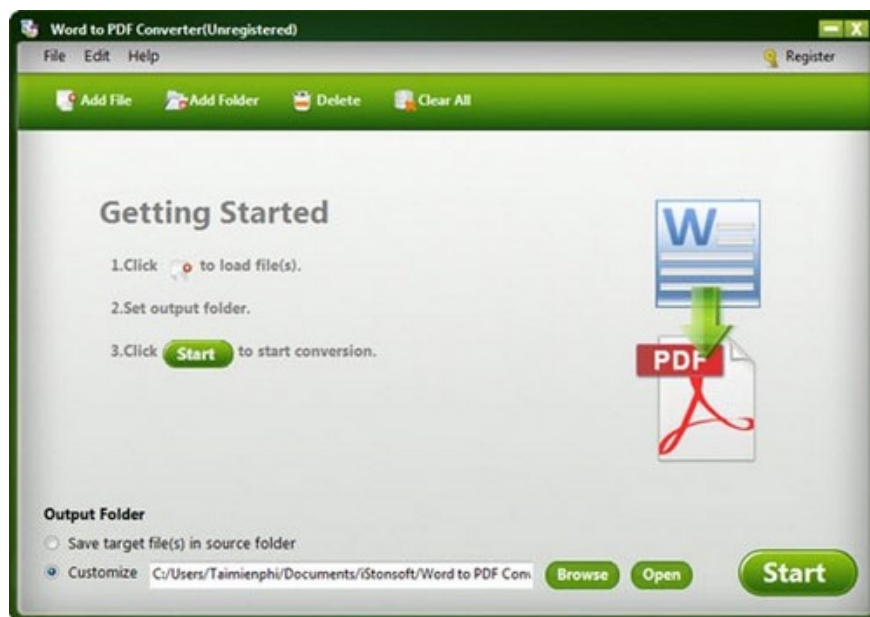 Word to PDF Converter(Unregistered)
File Edit Help Register
Add File Add Folder Delete Clear All
Getting Started
1.Click to load file(s).
2.Set output folder.
3.Click Start to start conversion.
W
PDF
Output Folder
Save target file(s) in source folder
Customize C:/Users/Taimienphi/Documents/iStonsoft/Word to PDF Con Browse Open Start